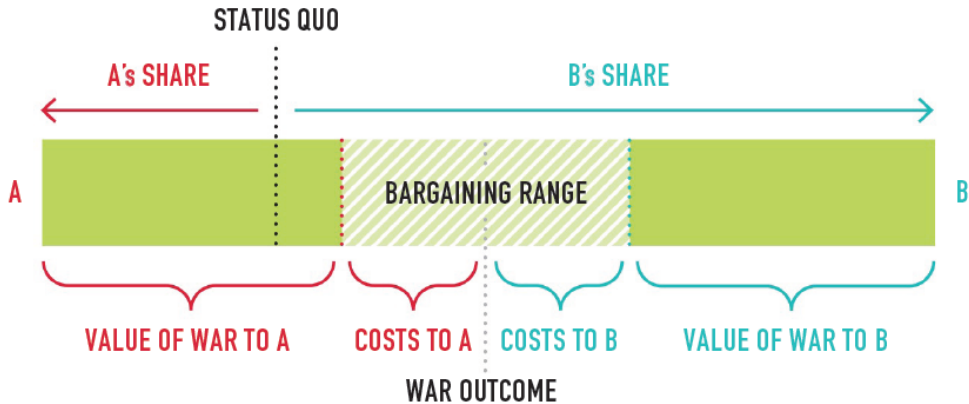 STATUS QUO
A's SHARE
B's SHARE
A
BARGAINING RANGE
B
VALUE OF WAR TO A
COSTS TO A
COSTS TO B
VALUE OF WAR TO B
WAR OUTCOME